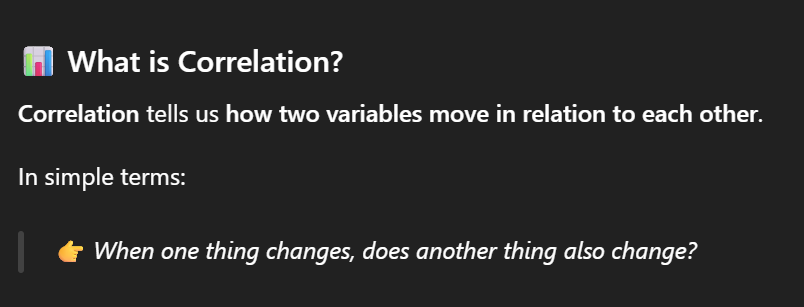 📊 What is Correlation?
Correlation tells us how two variables move in relation to each other.
In simple terms:
👉 When one thing changes, does another thing also change?